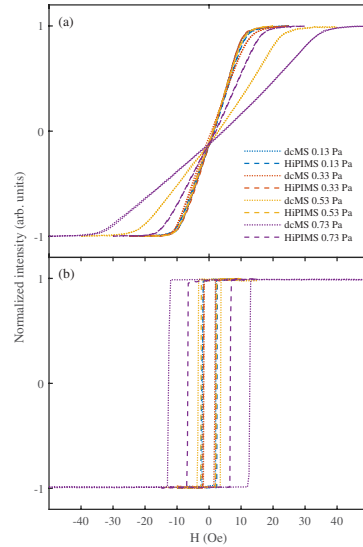 (a)
1
0
-1
dcMS 0.13 Pa
HiPIMS 0.13 Pa
dcMS 0.33 Pa
HiPIMS 0.33 Pa
dcMS 0.53 Pa
HiPIMS 0.53 Pa
dcMS 0.73 Pa
HiPIMS 0.73 Pa
Normalized intensity (arb. units)
(b)
1
0
-1
-40 -30 -20 -10 0 10 20 30 40
H (Oe)